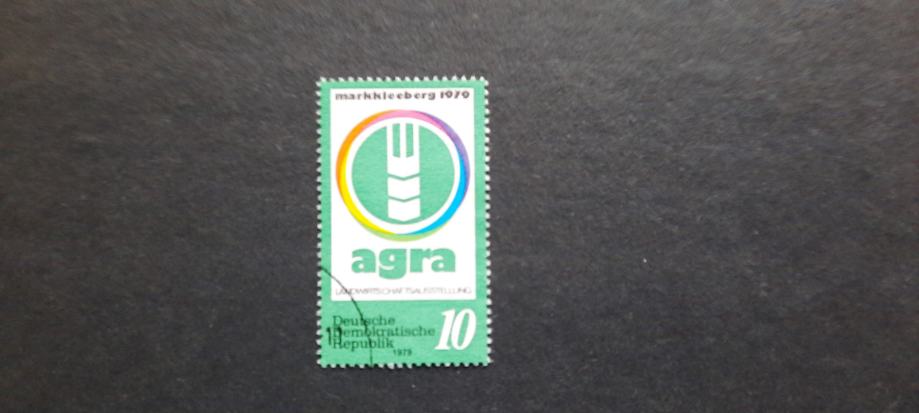 markkleeberg 1979
agra
LANDWIRTSCHAFTSAUSSTELLUNG
Deutsche
Demokratische
Republik
1979
10